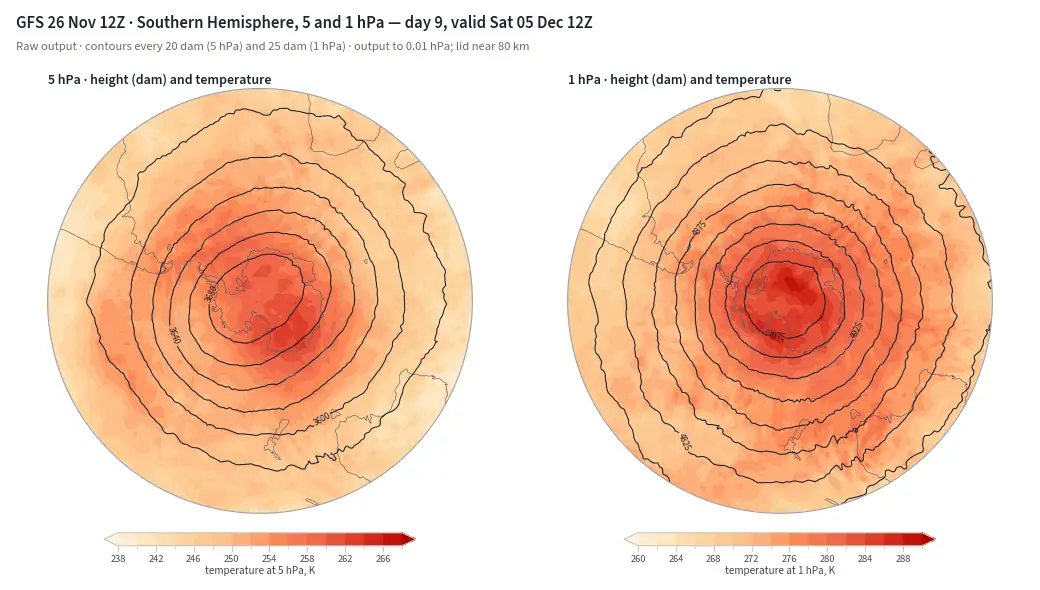 GFS 26 Nov 12Z · Southern Hemisphere, 5 and 1 hPa — day 9, valid Sat 05 Dec 12Z
Raw output · contours every 20 dam (5 hPa) and 25 dam (1 hPa) · output to 0.01 hPa; lid near 80 km
5 hPa · height (dam) and temperature
1 hPa · height (dam) and temperature
4875
3640
3600
4925
4825
238 242 246 250 254 258 262 266
temperature at 5 hPa, K
260 264 268 272 276 280 284 288
temperature at 1 hPa, K